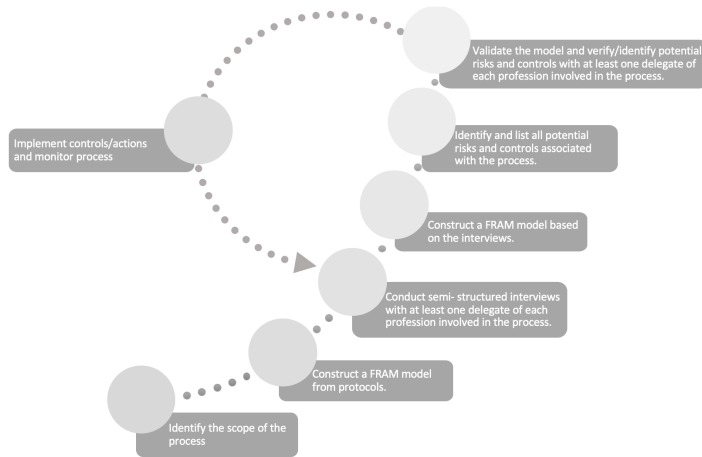 Validate the model and verify/identify potential
risks and controls with at least one delegate of
each profession involved in the process.
Implement controls/actions
and monitor process
Identify and list all potential
risks and controls associated
with the process.
Construct a FRAM model based
on the interviews.
Conduct semi- structured interviews
with at least one delegate of each
profession involved in the process.
Construct a FRAM model
from protocols.
Identify the scope of the
process